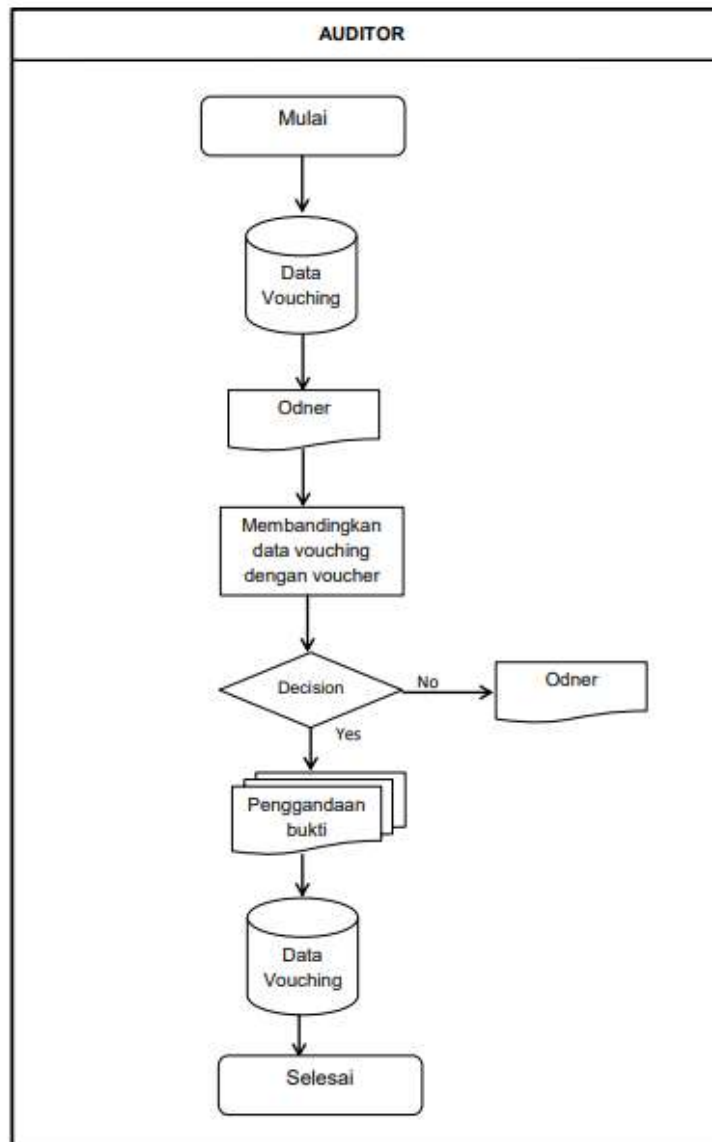 AUDITOR
Mulai
Data
Vouching
Odner
Membandingkan
data vouching
dengan voucher
Decision
No
Odner
Yes
Penggandaan
bukti
Data
Vouching
Selesai